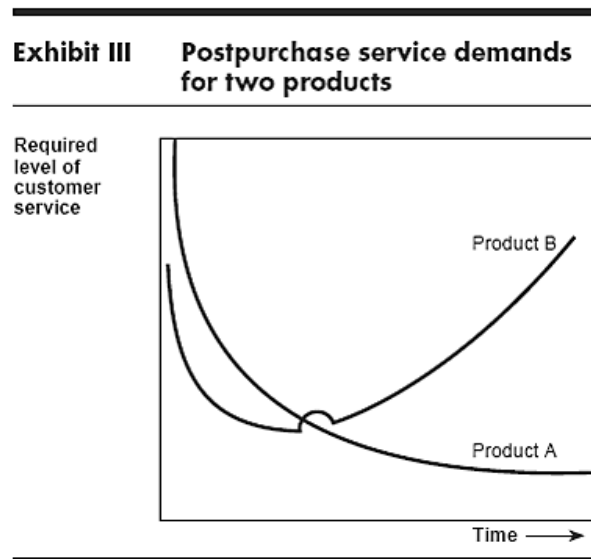 Exhibit III
Postpurchase service demands
for two products
Required
level of
customer
service
Product B
Product A
Time